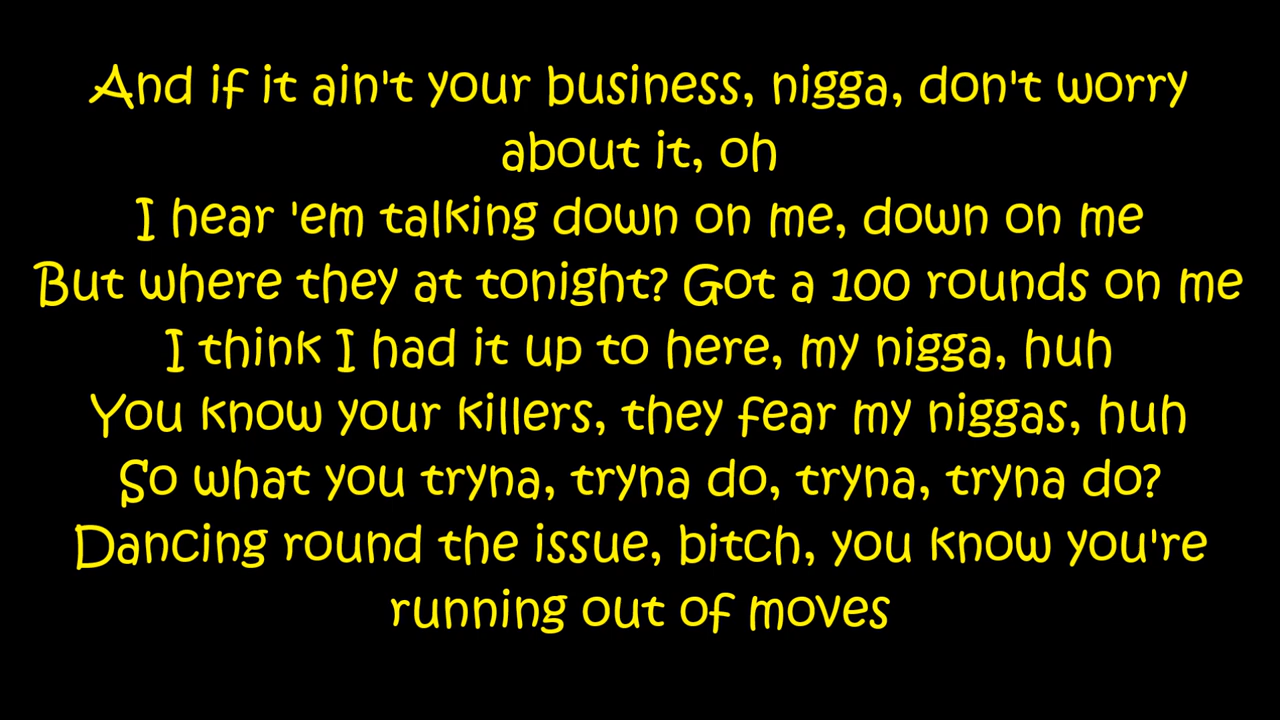 And if it ain't your business, nigga, don't worry
about it, oh
I hear 'em talking down on me, down on me
But where they at tonight? Got a 100 rounds on me
I think I had it up to here, my nigga, huh
You know your killers, they fear my niggas, huh
So what you tryna, tryna do, tryna, tryna do?
Dancing round the issue, bitch, you know you're
running out of moves